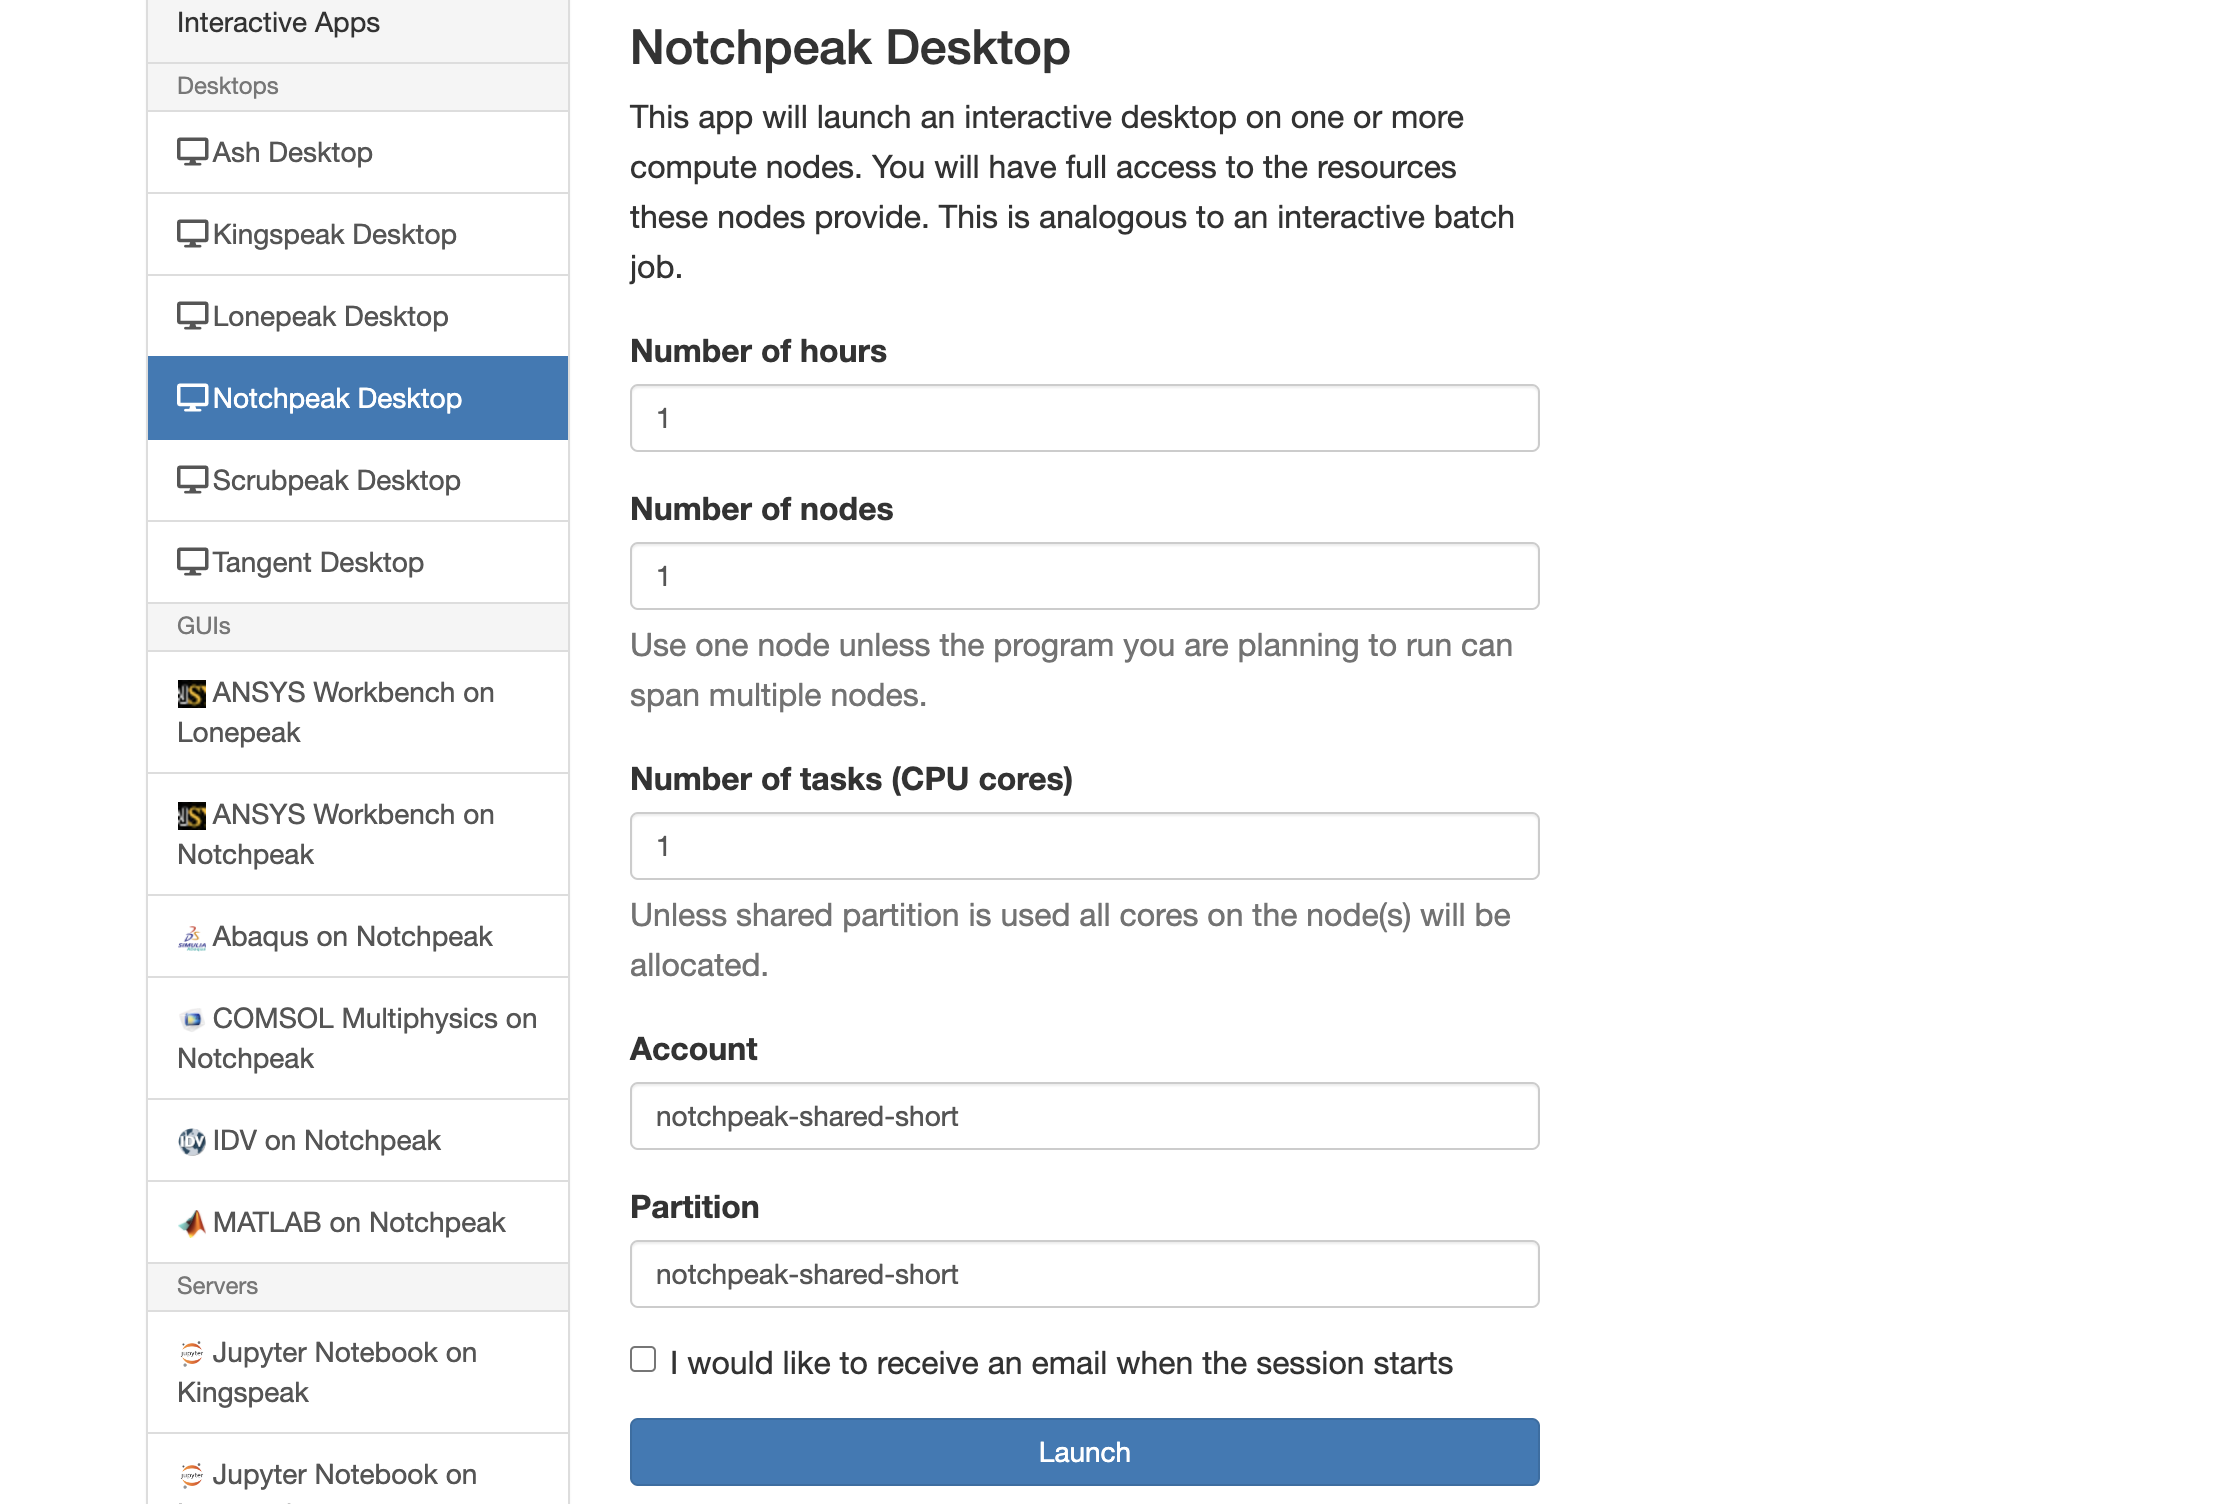 Interactive Apps
Desktops
Ash Desktop
Kingspeak Desktop
Lonepeak Desktop
Notchpeak Desktop
Scrubpeak Desktop
Tangent Desktop
GUIs
ANSYS Workbench on
Lonepeak
ANSYS Workbench on
Notchpeak
Abaqus on Notchpeak
COMSOL Multiphysics on
Notchpeak
IDV on Notchpeak
MATLAB on Notchpeak
Servers
Jupyter Notebook on
Kingspeak
Jupyter Notebook on
Notchpeak Desktop
This app will launch an interactive desktop on one or more
compute nodes. You will have full access to the resources
these nodes provide. This is analogous to an interactive batch
job.
Number of hours
1
Number of nodes
1
Use one node unless the program you are planning to run can
span multiple nodes.
Number of tasks (CPU cores)
1
Unless shared partition is used all cores on the node(s) will be
allocated.
Account
notchpeak-shared-short
Partition
notchpeak-shared-short
I would like to receive an email when the session starts
Launch